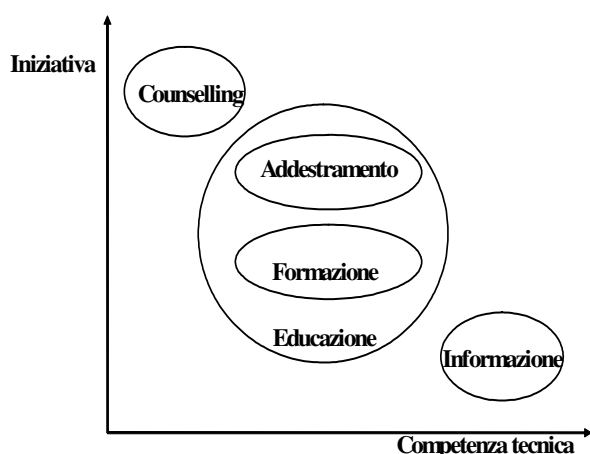 Iniziativa
Counselling
Addestramento
Formazione
Educazione
Informazione
Competenza tecnica